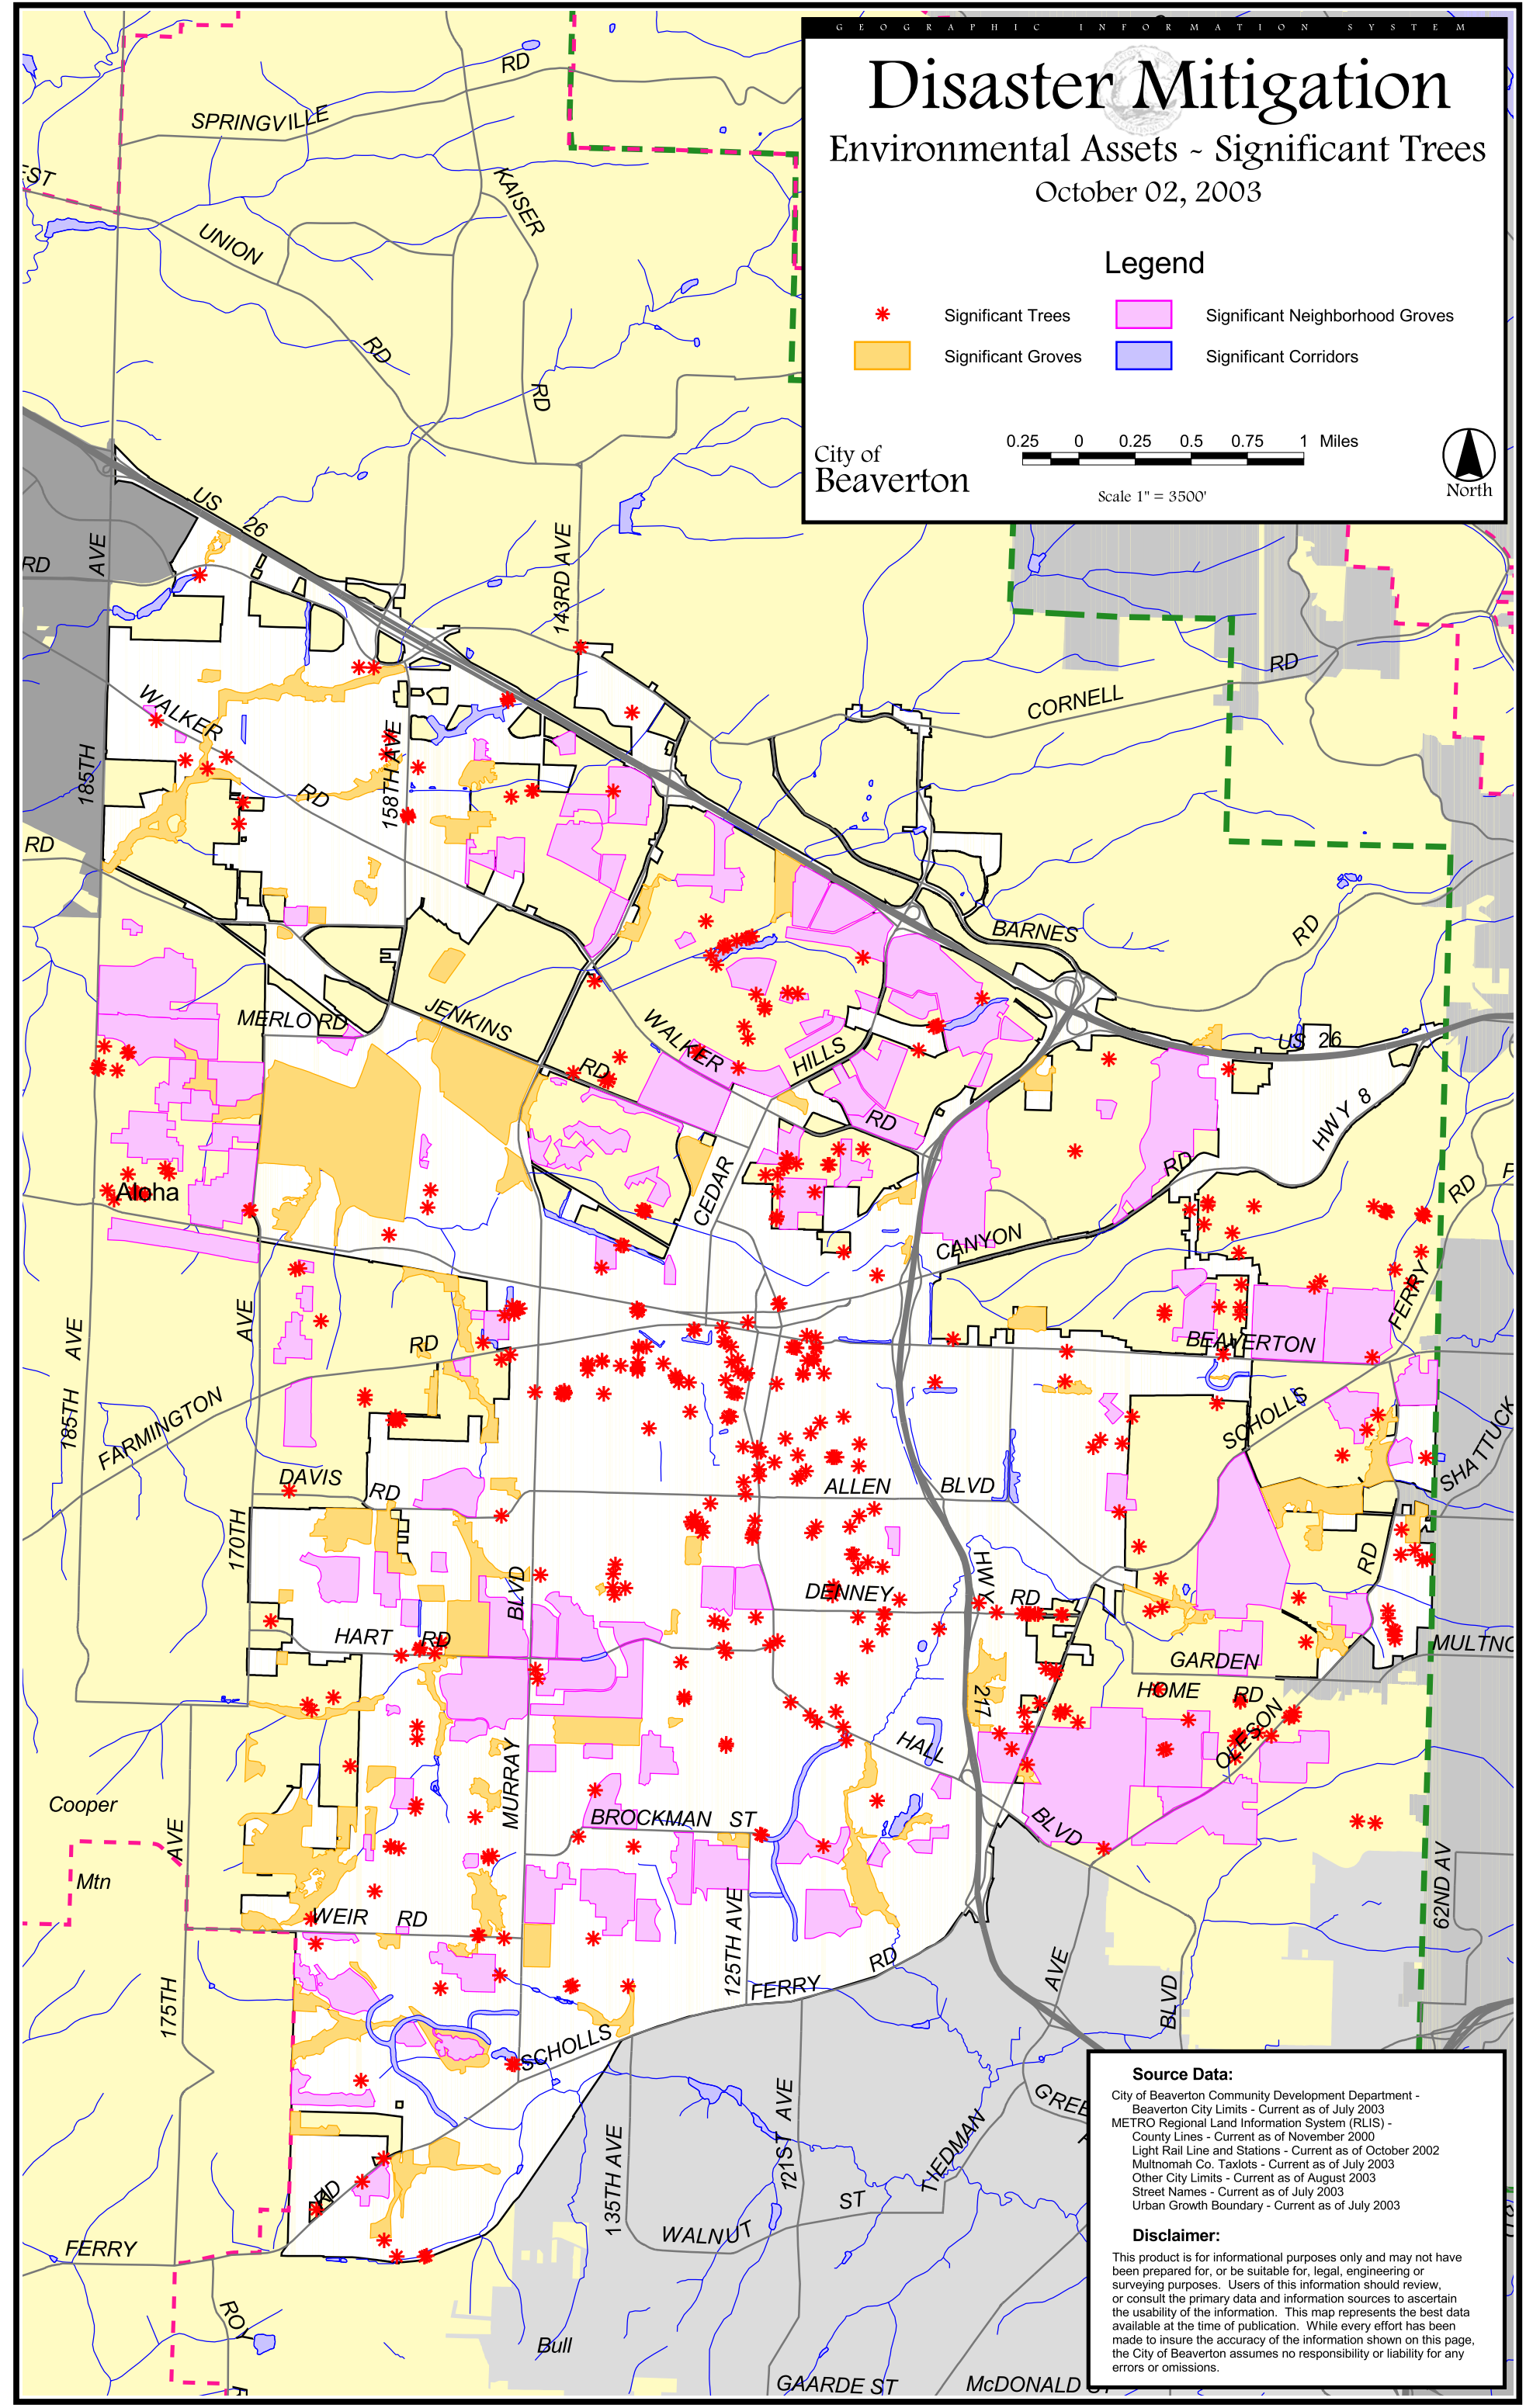 GEOGRAPHIC INFORMATION SYSTEM
Disaster Mitigation
Environmental Assets - Significant Trees
October 02, 2003
Legend
Significant Trees
Significant Neighborhood Groves
Significant Groves
Significant Corridors
City of
Beaverton
0.25 0 0.25 0.5 0.75 1 Miles
Scale 1" = 3500'
North
RD
SPRINGVILLE
KAISER
UNION
RD
RD
US 26
AVE
RD
143RD AVE
RD
CORNELL
WALKER
185TH
158TH AVE
RD
RD
BARNES
RD
MERLO RD
JENKINS
WALKER
HILLS
US 26
RD
RD
HWY 8
RD
RD
Aloha
CEDAR
CANYON
FERRY
AVE
AVE
RD
BEAVERTON
185TH
FARMINGTON
SCHOLLS
SHATTUCK
DAVIS
RD
ALLEN
BLVD
170TH
BLVD
HWY
RD
DENNEY
RD
HART
RD
GARDEN
HOME
RD
217
OLESON
HALL
MURRAY
Cooper
BROCKMAN ST
BLVD
AVE
Mtn
62ND AV
WEIR RD
125TH AVE
RD
AVE
FERRY
BLVD
175TH
SCHOLLS
135TH AVE
121ST AVE
TIEDMAN
RD
ST
WALNUT
FERRY
ROY
Bull
GAARDE ST
McDONALD
Source Data:
City of Beaverton Community Development Department -
Beaverton City Limits - Current as of July 2003
METRO Regional Land Information System (RLIS) -
County Lines - Current as of November 2000
Light Rail Line and Stations - Current as of October 2002
Multnomah Co. Taxlots - Current as of July 2003
Other City Limits - Current as of August 2003
Street Names - Current as of July 2003
Urban Growth Boundary - Current as of July 2003
Disclaimer:
This product is for informational purposes only and may not have
been prepared for, or be suitable for, legal, engineering or
surveying purposes. Users of this information should review,
or consult the primary data and information sources to ascertain
the usability of the information. This map represents the best data
available at the time of publication. While every effort has been
made to insure the accuracy of the information shown on this page,
the City of Beaverton assumes no responsibility or liability for any
errors or omissions.